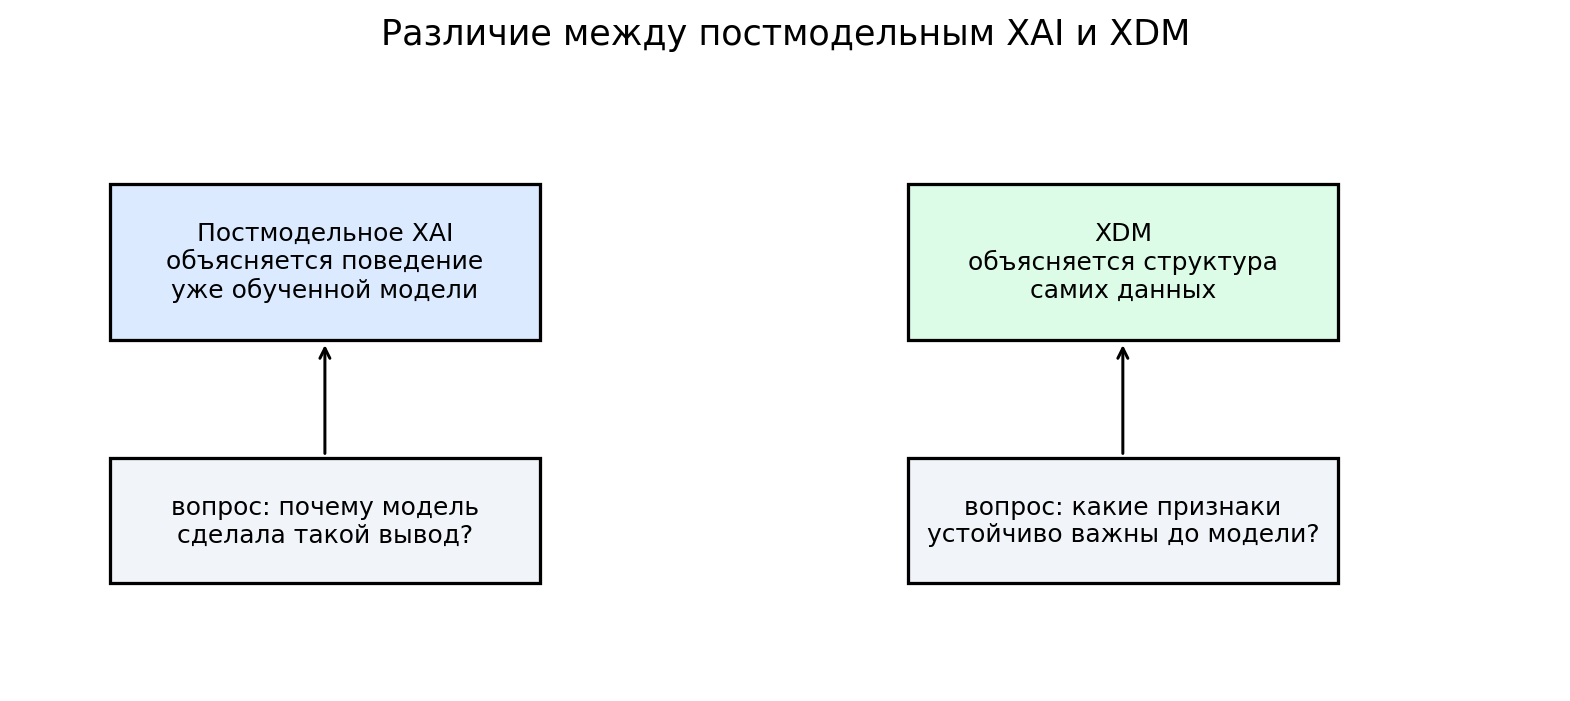 Различие между постмодельным XAI и XDM
Постмодельное XAI
объясняется поведение
уже обученной модели
XDM
объясняется структура
самих данных
вопрос: почему модель
сделала такой вывод?
вопрос: какие признаки
устойчиво важны до модели?